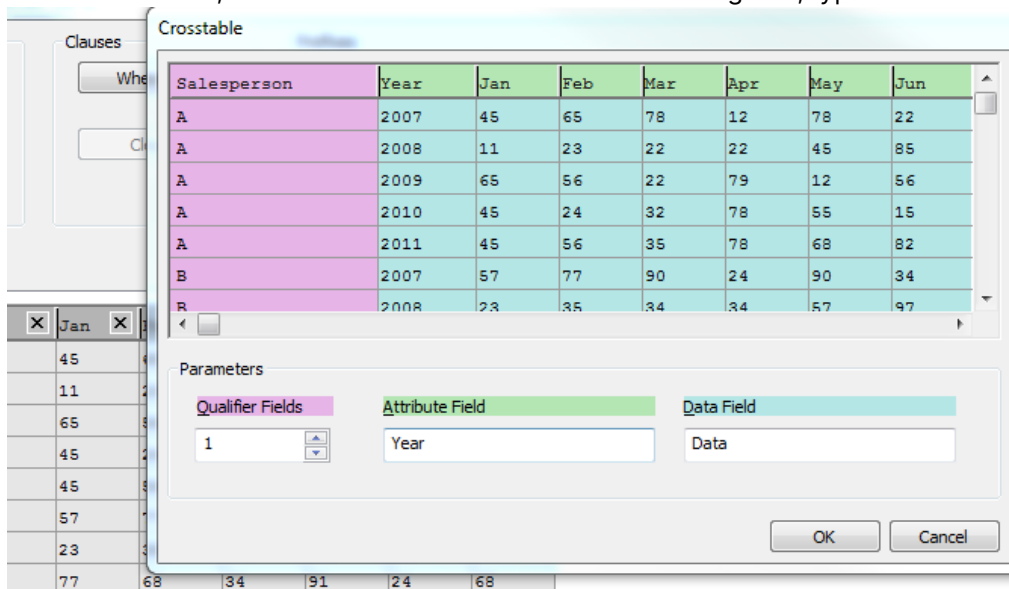 Crosstable
Clauses
Whe
Salesperson Year Jan Feb Mar Apr May Jun
A 2007 45 65 78 12 78 22
A 2008 11 23 22 22 45 85
A 2009 65 56 22 79 12 56
A 2010 45 24 32 78 55 15
A 2011 45 56 35 78 68 82
B 2007 57 77 90 24 90 34
B 2008 23 35 34 34 57 97
Jan
45
11
65
45
45
57
23
77 68 34 91 24 68
Parameters
Qualifier Fields Attribute Field Data Field
1 Year Data
OK Cancel